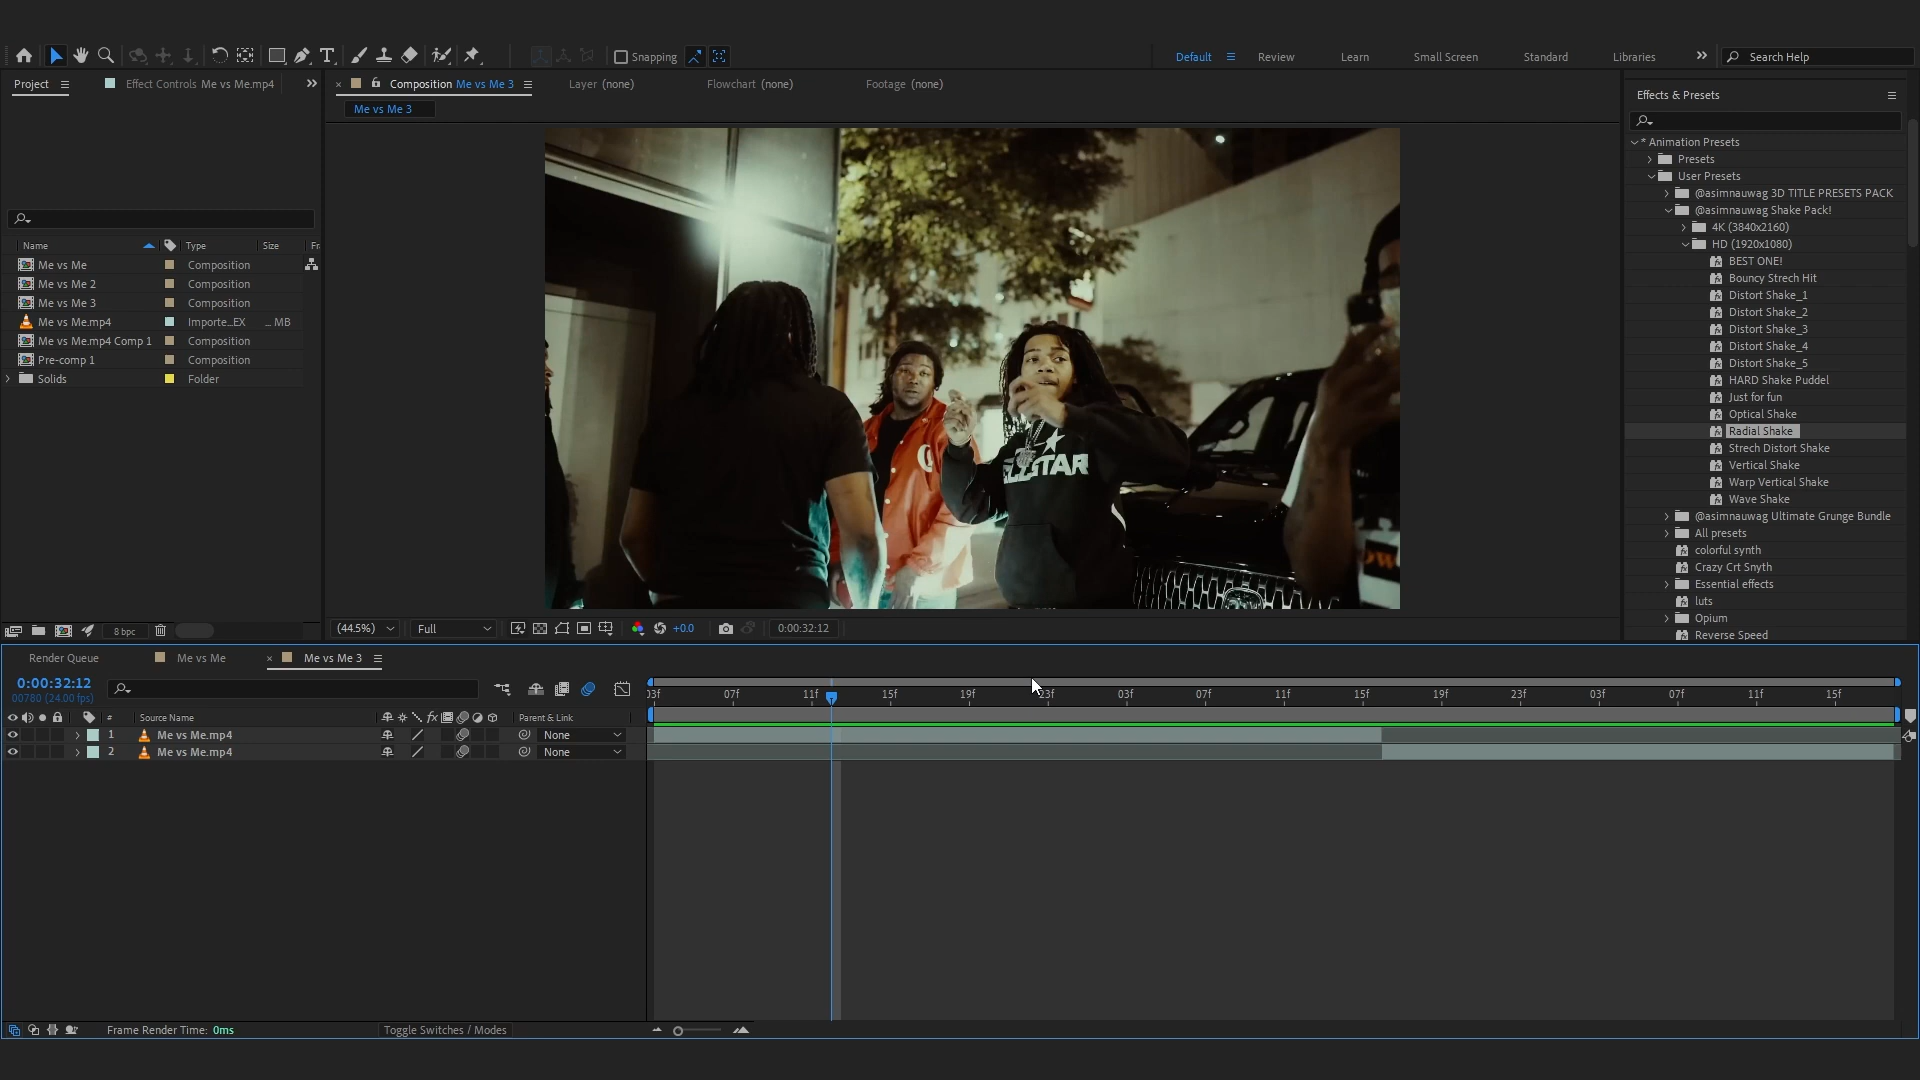 Snapping
Default
Review
Learn
Small Screen
Standard
Libraries
Search Help
Project
Effect Controls Me vs Me.mp4
Composition Me vs Me 3
Layer (none)
Flowchart (none)
Footage (none)
Me vs Me 3
Name Type Size Fr
Me vs Me Composition
Me vs Me 2 Composition
Me vs Me 3 Composition
Me vs Me.mp4 Importe...EX ... MB
Me vs Me.mp4 Comp 1 Composition
Pre-comp 1 Composition
Solids Folder
8 bpc
(44.5%)
Full
+0.0
0:00:32:12
Effects & Presets
* Animation Presets
Presets
User Presets
@asimnauwag 3D TITLE PRESETS PACK
@asimnauwag Shake Pack!
4K (3840x2160)
HD (1920x1080)
BEST ONE!
Bouncy Strech Hit
Distort Shake_1
Distort Shake_2
Distort Shake_3
Distort Shake_4
Distort Shake_5
HARD Shake Puddel
Just for fun
Optical Shake
Radial Shake
Strech Distort Shake
Vertical Shake
Warp Vertical Shake
Wave Shake
@asimnauwag Ultimate Grunge Bundle
All presets
colorful synth
Crazy Crt Snyth
Essential effects
luts
Opium
Reverse Speed
Render Queue
Me vs Me
Me vs Me 3
0:00:32:12
00780 (24.00 fps)
03f 07f 11f 15f 19f 23f 03f 07f 11f 15f 19f 23f 03f 07f 11f 15f
# Source Name fx Parent & Link
1 Me vs Me.mp4 None
2 Me vs Me.mp4 None
Frame Render Time: 0ms
Toggle Switches / Modes